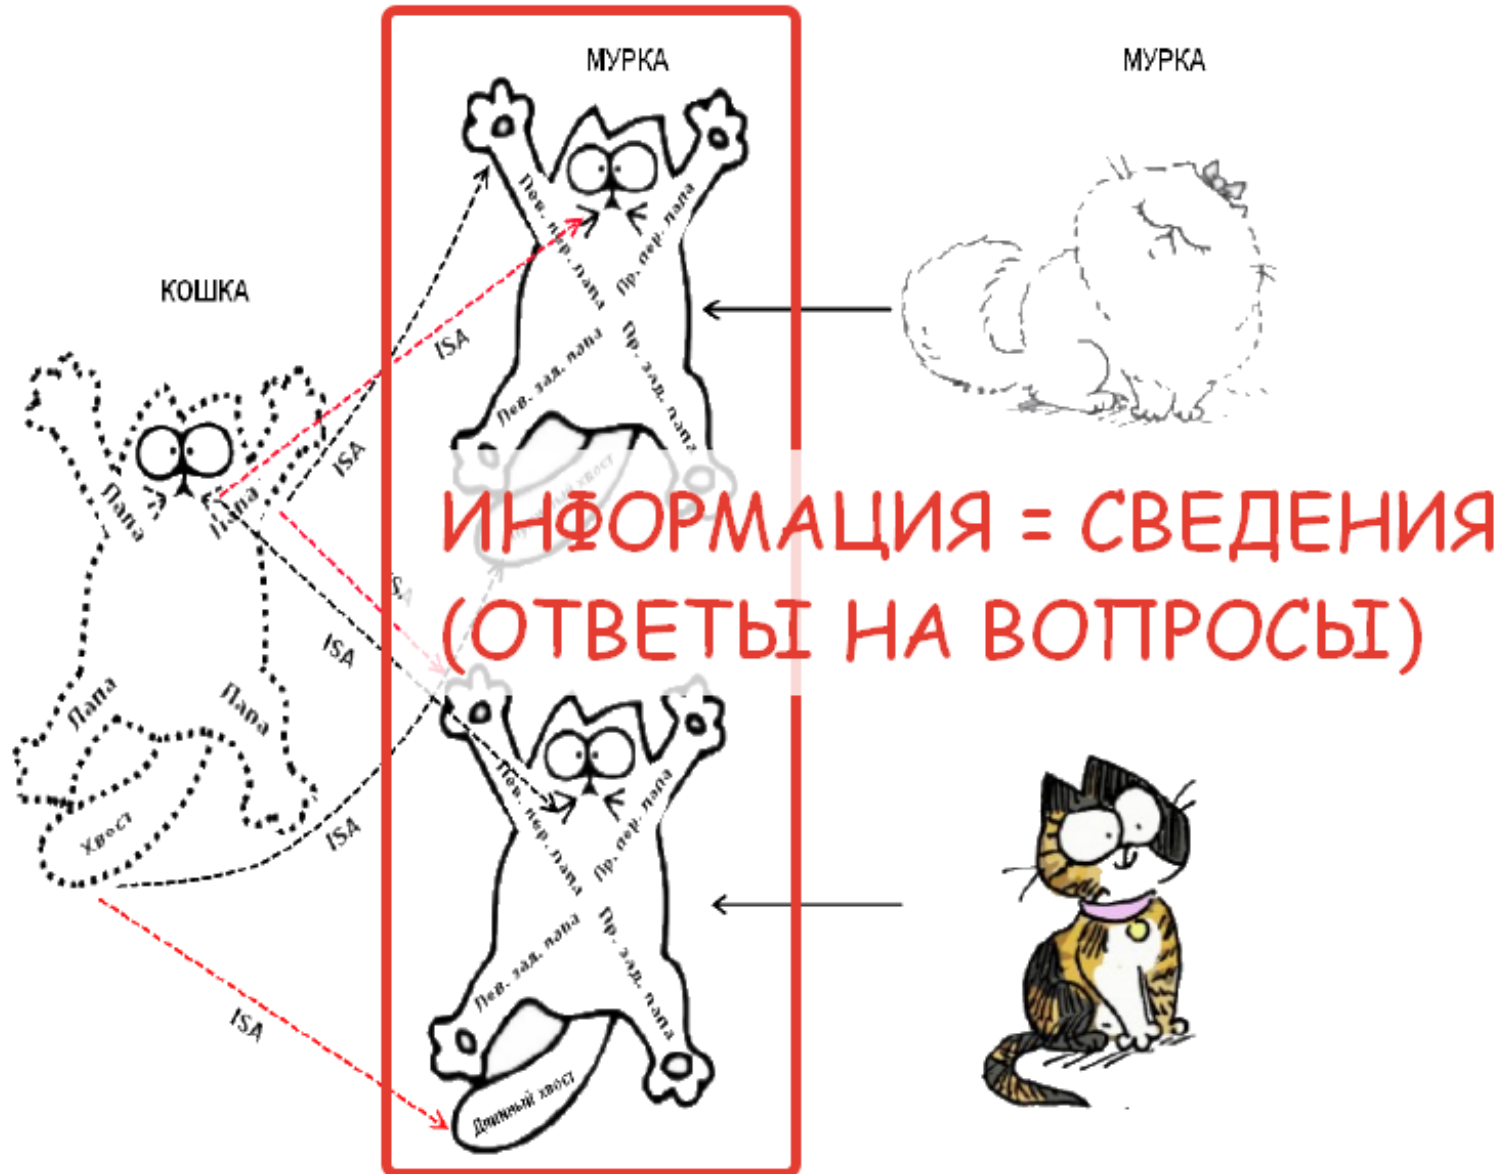 МУРКА
МУРКА
Лев. пер. лапа
Пр. пер. лапа
КОШКА
ISA
Лев. зад. лапа
Пр. зад. лапа
ISA
Лапа
Лапа
хвост
ИНФОРМАЦИЯ = СВЕДЕНИЯ
(ОТВЕТЫ НА ВОПРОСЫ)
ISA
ISA
Лапа
Лапа
Хвост
ISA
Лев. пер. лапа
Пр. пер. лапа
Лев. зад. лапа
Пр. зад. лапа
ISA
Длинный хвост